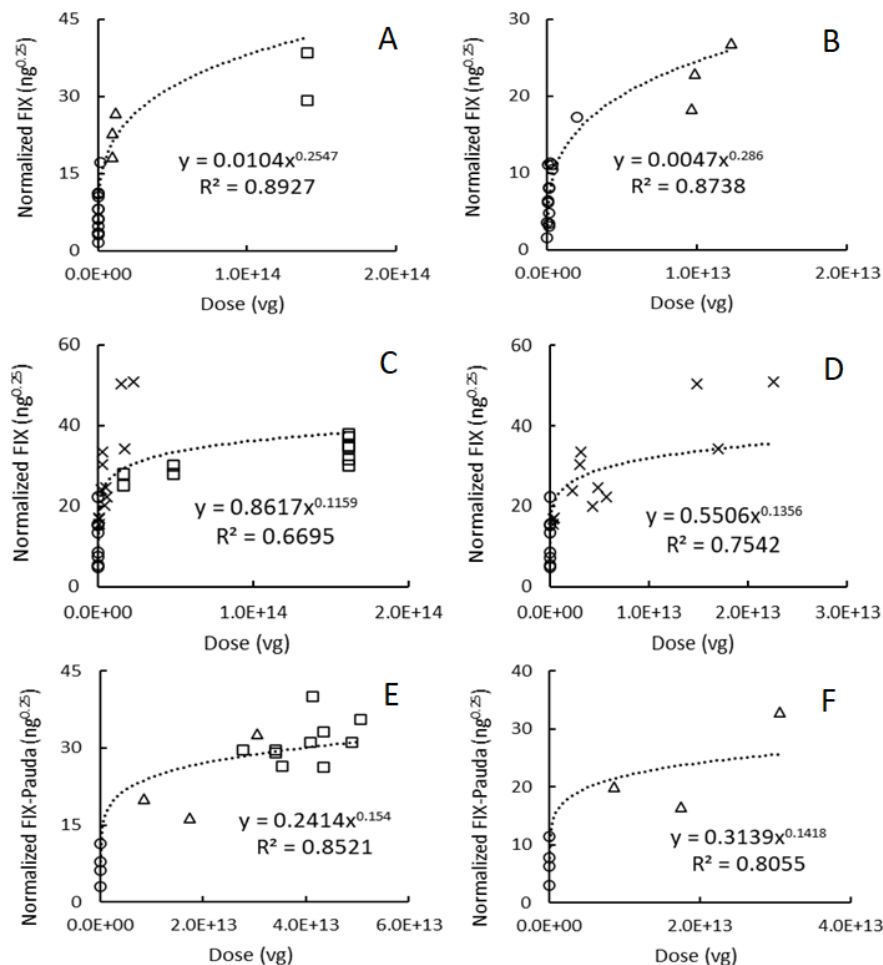 A
Normalized FIX (ng^0.25)
45
30
15
0
y = 0.0104x^0.2547
R² = 0.8927
0.0E+00 1.0E+14 2.0E+14
Dose (vg)
B
Normalized FIX (ng^0.25)
30
20
10
0
y = 0.0047x^0.286
R² = 0.8738
0.0E+00 1.0E+13 2.0E+13
Dose (vg)
C
Normalized FIX (ng^0.25)
60
40
20
0
y = 0.8617x^0.1159
R² = 0.6695
0.0E+00 1.0E+14 2.0E+14
Dose (vg)
D
Normalized FIX (ng^0.25)
60
40
20
0
y = 0.5506x^0.1356
R² = 0.7542
0.0E+00 1.0E+13 2.0E+13 3.0E+13
Dose (vg)
E
Normalized FIX-Pauda (ng^0.25)
45
30
15
0
y = 0.2414x^0.154
R² = 0.8521
0.0E+00 2.0E+13 4.0E+13 6.0E+13
Dose (vg)
F
Normalized FIX-Pauda (ng^0.25)
40
30
20
10
0
y = 0.3139x^0.1418
R² = 0.8055
0.0E+00 2.0E+13 4.0E+13
Dose (vg)